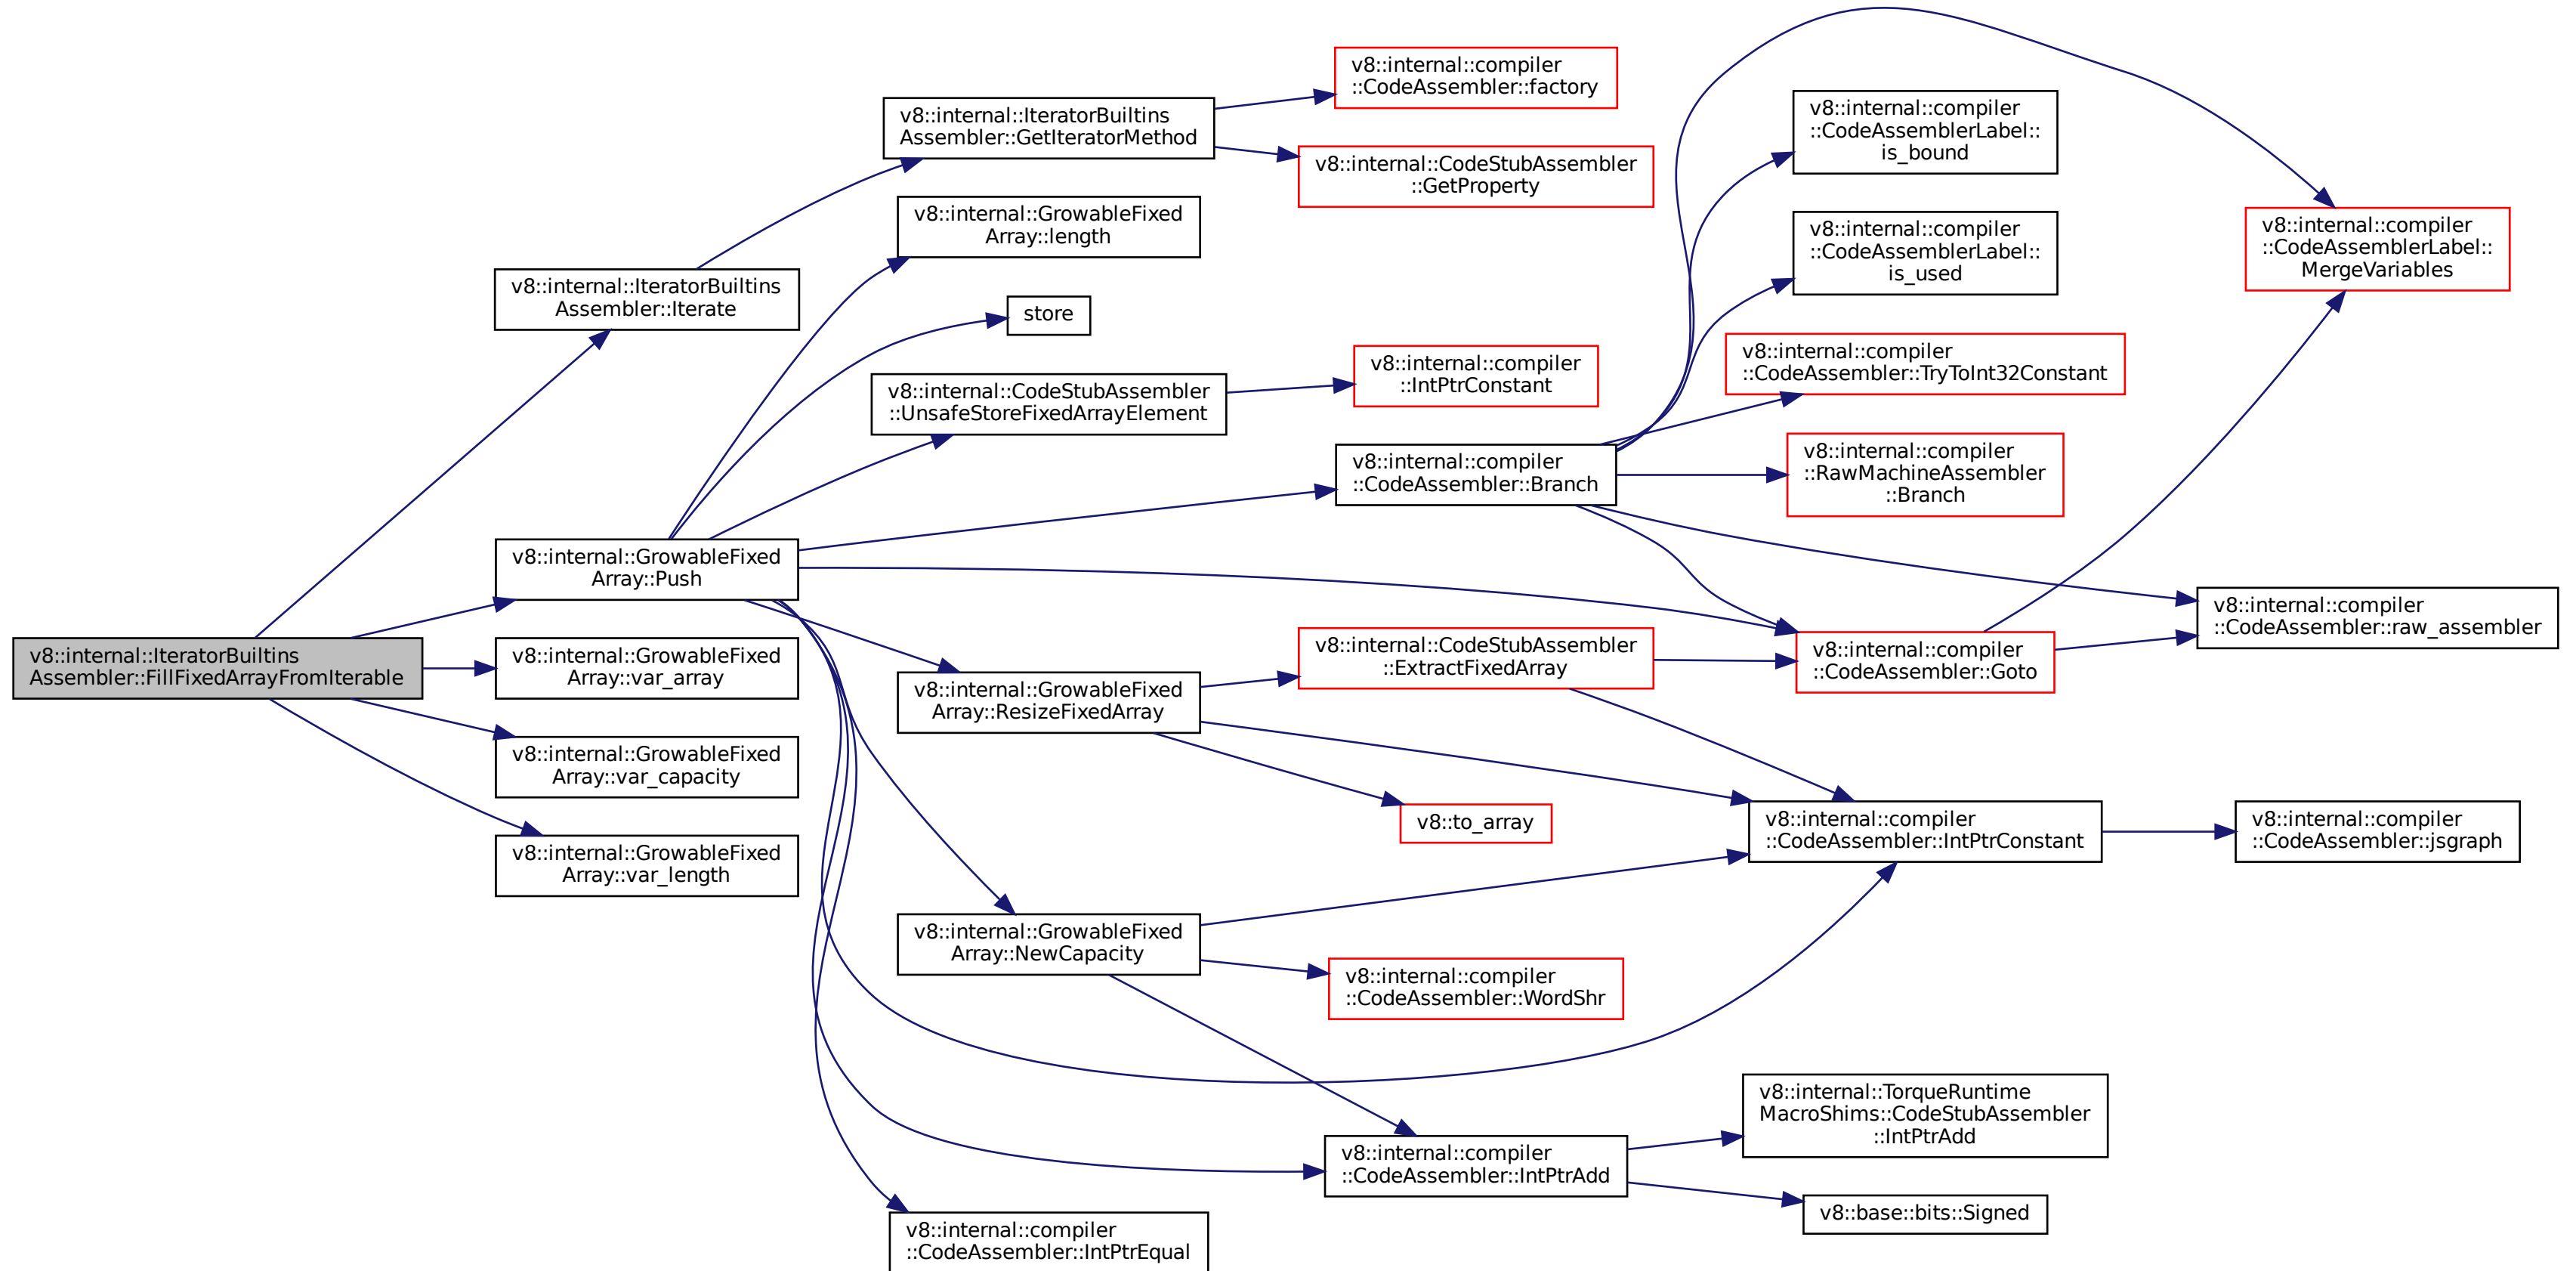 v8::internal::IteratorBuiltins
Assembler::FillFixedArrayFromIterable
v8::internal::IteratorBuiltins
Assembler::Iterate
v8::internal::GrowableFixed
Array::Push
v8::internal::GrowableFixed
Array::var_array
v8::internal::GrowableFixed
Array::var_capacity
v8::internal::GrowableFixed
Array::var_length
v8::internal::IteratorBuiltins
Assembler::GetIteratorMethod
v8::internal::GrowableFixed
Array::length
store
v8::internal::CodeStubAssembler
::UnsafeStoreFixedArrayElement
v8::internal::GrowableFixed
Array::ResizeFixedArray
v8::internal::GrowableFixed
Array::NewCapacity
v8::internal::compiler
::CodeAssembler::IntPtrEqual
v8::internal::compiler
::CodeAssembler::factory
v8::internal::CodeStubAssembler
::GetProperty
v8::internal::compiler
::IntPtrConstant
v8::internal::compiler
::CodeAssembler::Branch
v8::internal::CodeStubAssembler
::ExtractFixedArray
v8::to_array
v8::internal::compiler
::CodeAssembler::WordShr
v8::internal::compiler
::CodeAssembler::IntPtrAdd
v8::internal::compiler
::CodeAssemblerLabel::
is_bound
v8::internal::compiler
::CodeAssemblerLabel::
is_used
v8::internal::compiler
::CodeAssembler::TryToInt32Constant
v8::internal::compiler
::RawMachineAssembler
::Branch
v8::internal::compiler
::CodeAssembler::Goto
v8::internal::compiler
::CodeAssembler::IntPtrConstant
v8::internal::TorqueRuntime
MacroShims::CodeStubAssembler
::IntPtrAdd
v8::base::bits::Signed
v8::internal::compiler
::CodeAssemblerLabel::
MergeVariables
v8::internal::compiler
::CodeAssembler::raw_assembler
v8::internal::compiler
::CodeAssembler::jsgraph